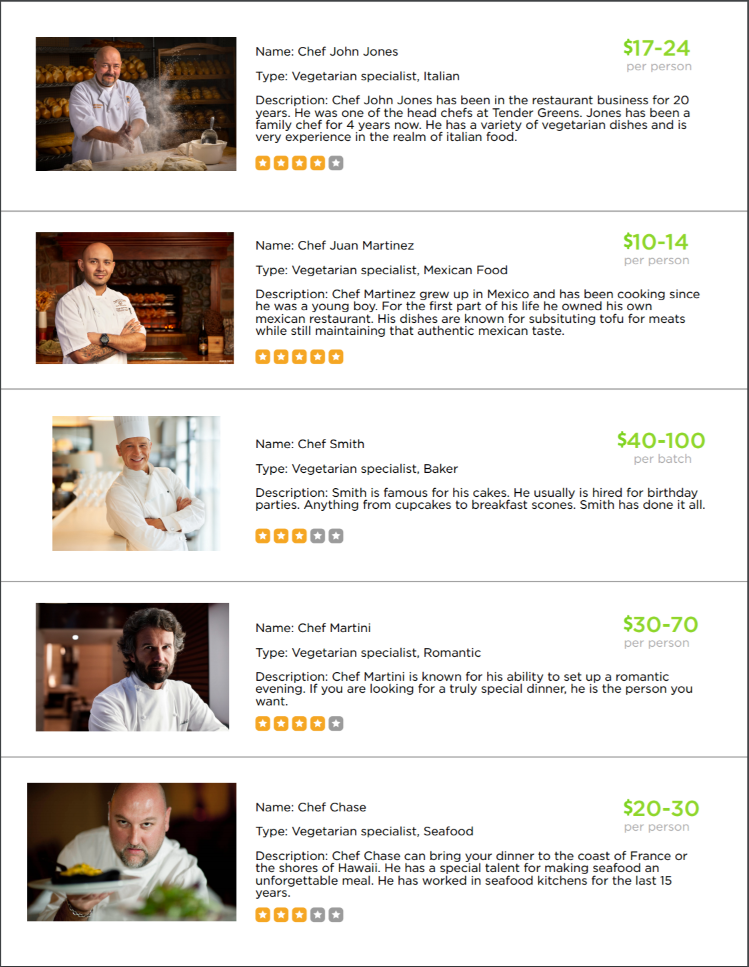 Name: Chef John Jones
$17-24
per person
Type: Vegetarian specialist, Italian
Description: Chef John Jones has been in the restaurant business for 20
years. He was one of the head chefs at Tender Greens. Jones has been a
family chef for 4 years now. He has a variety of vegetarian dishes and is
very experience in the realm of italian food.
Name: Chef Juan Martinez
$10-14
per person
Type: Vegetarian specialist, Mexican Food
Description: Chef Martinez grew up in Mexico and has been cooking since
he was a young boy. For the first part of his life he owned his own
mexican restaurant. His dishes are known for subsituting tofu for meats
while still maintaining that authentic mexican taste.
Name: Chef Smith
$40-100
per batch
Type: Vegetarian specialist, Baker
Description: Smith is famous for his cakes. He usually is hired for birthday
parties. Anything from cupcakes to breakfast scones. Smith has done it all.
Name: Chef Martini
$30-70
per person
Type: Vegetarian specialist, Romantic
Description: Chef Martini is known for his ability to set up a romantic
evening. If you are looking for a truly special dinner, he is the person you
want.
Name: Chef Chase
$20-30
per person
Type: Vegetarian specialist, Seafood
Description: Chef Chase can bring your dinner to the coast of France or
the shores of Hawaii. He has a special talent for making seafood an
unforgettable meal. He has worked in seafood kitchens for the last 15
years.